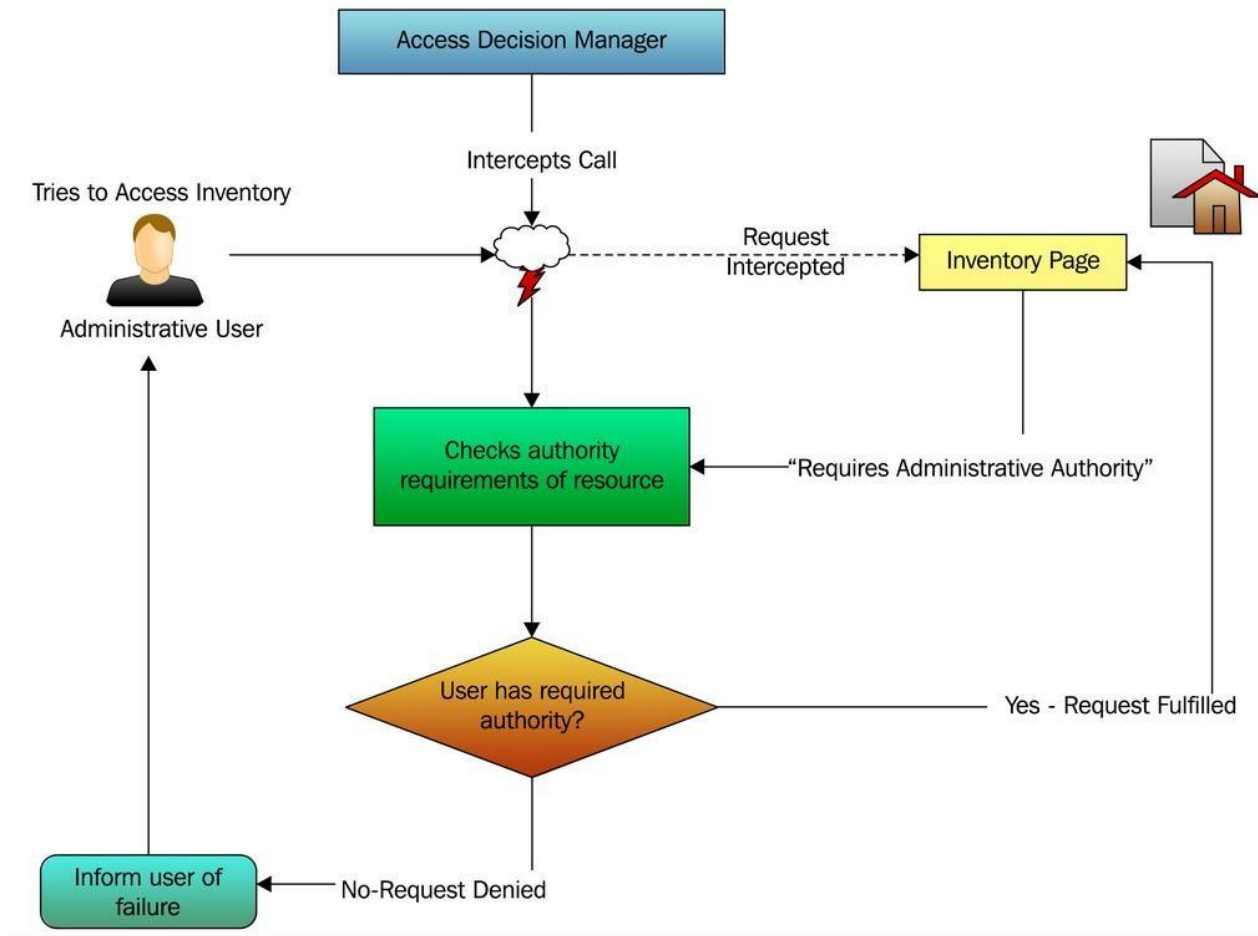 Access Decision Manager
Intercepts Call
Tries to Access Inventory
Administrative User
Request
Intercepted
Inventory Page
Checks authority
requirements of resource
“Requires Administrative Authority”
User has required
authority?
Yes - Request Fulfilled
No-Request Denied
Inform user of
failure